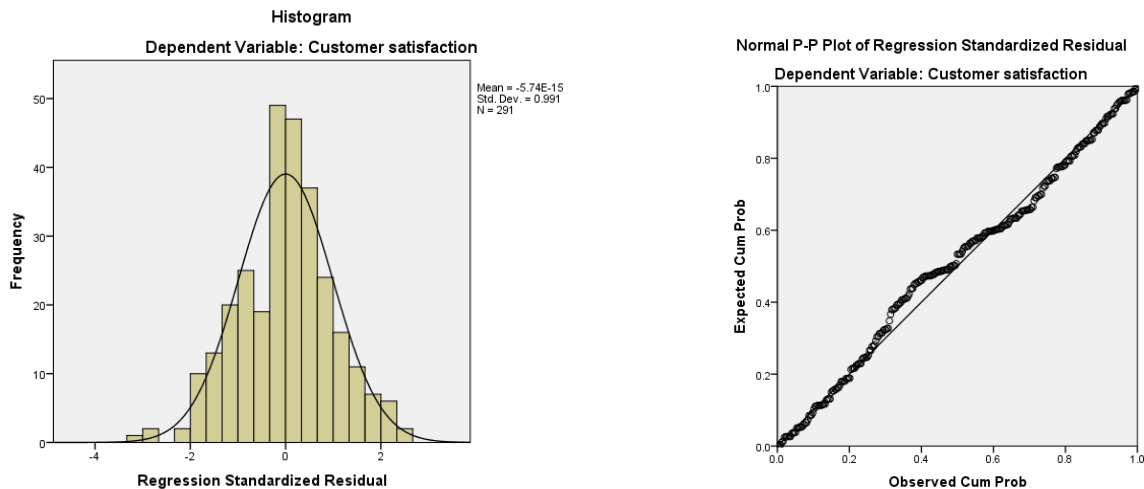 Histogram
Dependent Variable: Customer satisfaction
Mean = -5.74E-15
Std. Dev. = 0.991
N = 291
50
40
30
20
10
0
Frequency
-4
-2
0
2
Regression Standardized Residual
Normal P-P Plot of Regression Standardized Residual
Dependent Variable: Customer satisfaction
1.0
0.8
0.6
0.4
0.2
0.0
Expected Cum Prob
0.0
0.2
0.4
0.6
0.8
1.0
Observed Cum Prob